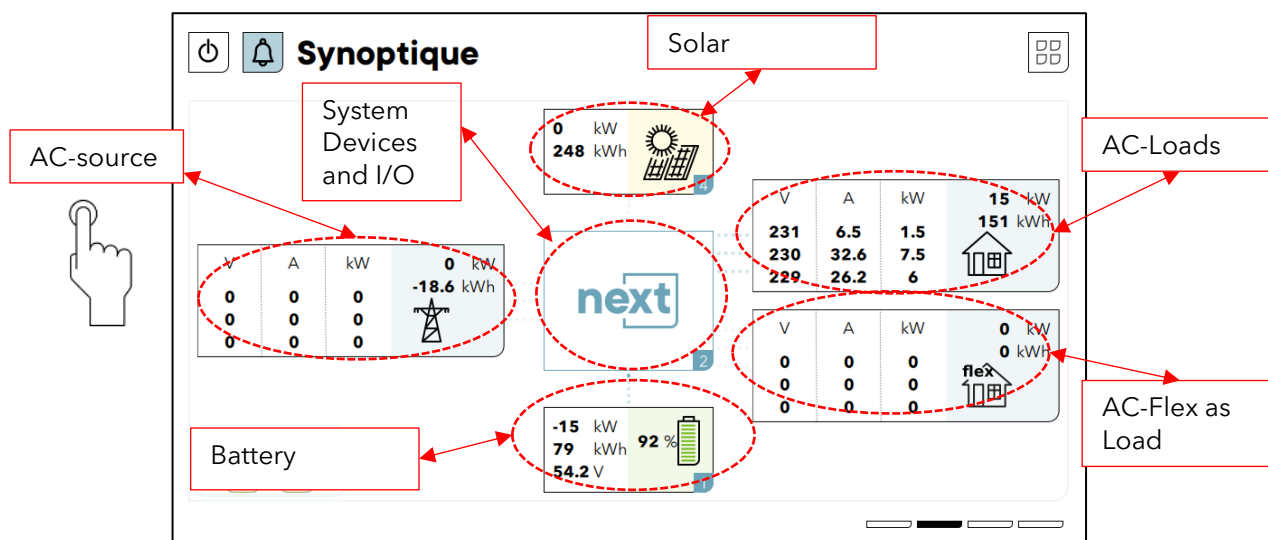 Synoptique
Solar
System
Devices
and I/O
AC-source
AC-Loads
0 kW
248 kWh
4
V A kW 15 kW
151 kWh
231 6.5 1.5
230 32.6 7.5
229 26.2 6
V A kW 0 kW
-18.6 kWh
0 0 0
0 0 0
0 0 0
next
2
V A kW 0 kW
0 kWh
flex
0 0 0
0 0 0
0 0 0
AC-Flex as
Load
Battery
-15 kW
79 kWh
92 %
54.2 V
1